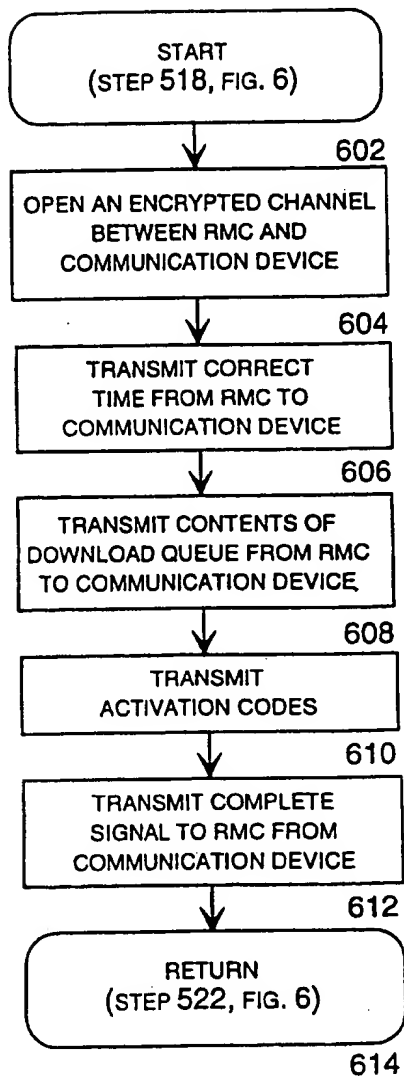 START
(STEP 518, FIG. 6)
602
OPEN AN ENCRYPTED CHANNEL
BETWEEN RMC AND
COMMUNICATION DEVICE
604
TRANSMIT CORRECT
TIME FROM RMC TO
COMMUNICATION DEVICE
606
TRANSMIT CONTENTS OF
DOWNLOAD QUEUE FROM RMC
TO COMMUNICATION DEVICE
608
TRANSMIT
ACTIVATION CODES
610
TRANSMIT COMPLETE
SIGNAL TO RMC FROM
COMMUNICATION DEVICE
612
RETURN
(STEP 522, FIG. 6)
614